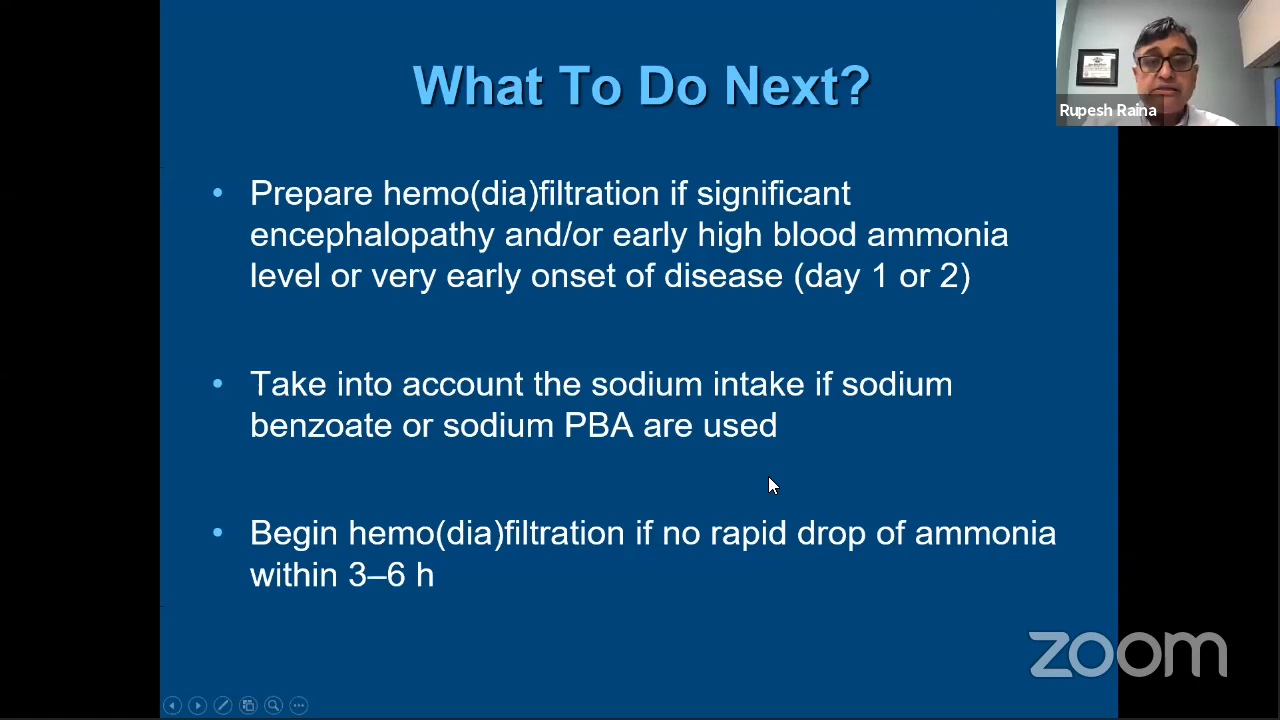 What To Do Next?
Rupesh Raina
• Prepare hemo(dia)filtration if significant
encephalopathy and/or early high blood ammonia
level or very early onset of disease (day 1 or 2)
• Take into account the sodium intake if sodium
benzoate or sodium PBA are used
• Begin hemo(dia)filtration if no rapid drop of ammonia
within 3–6 h
zoom